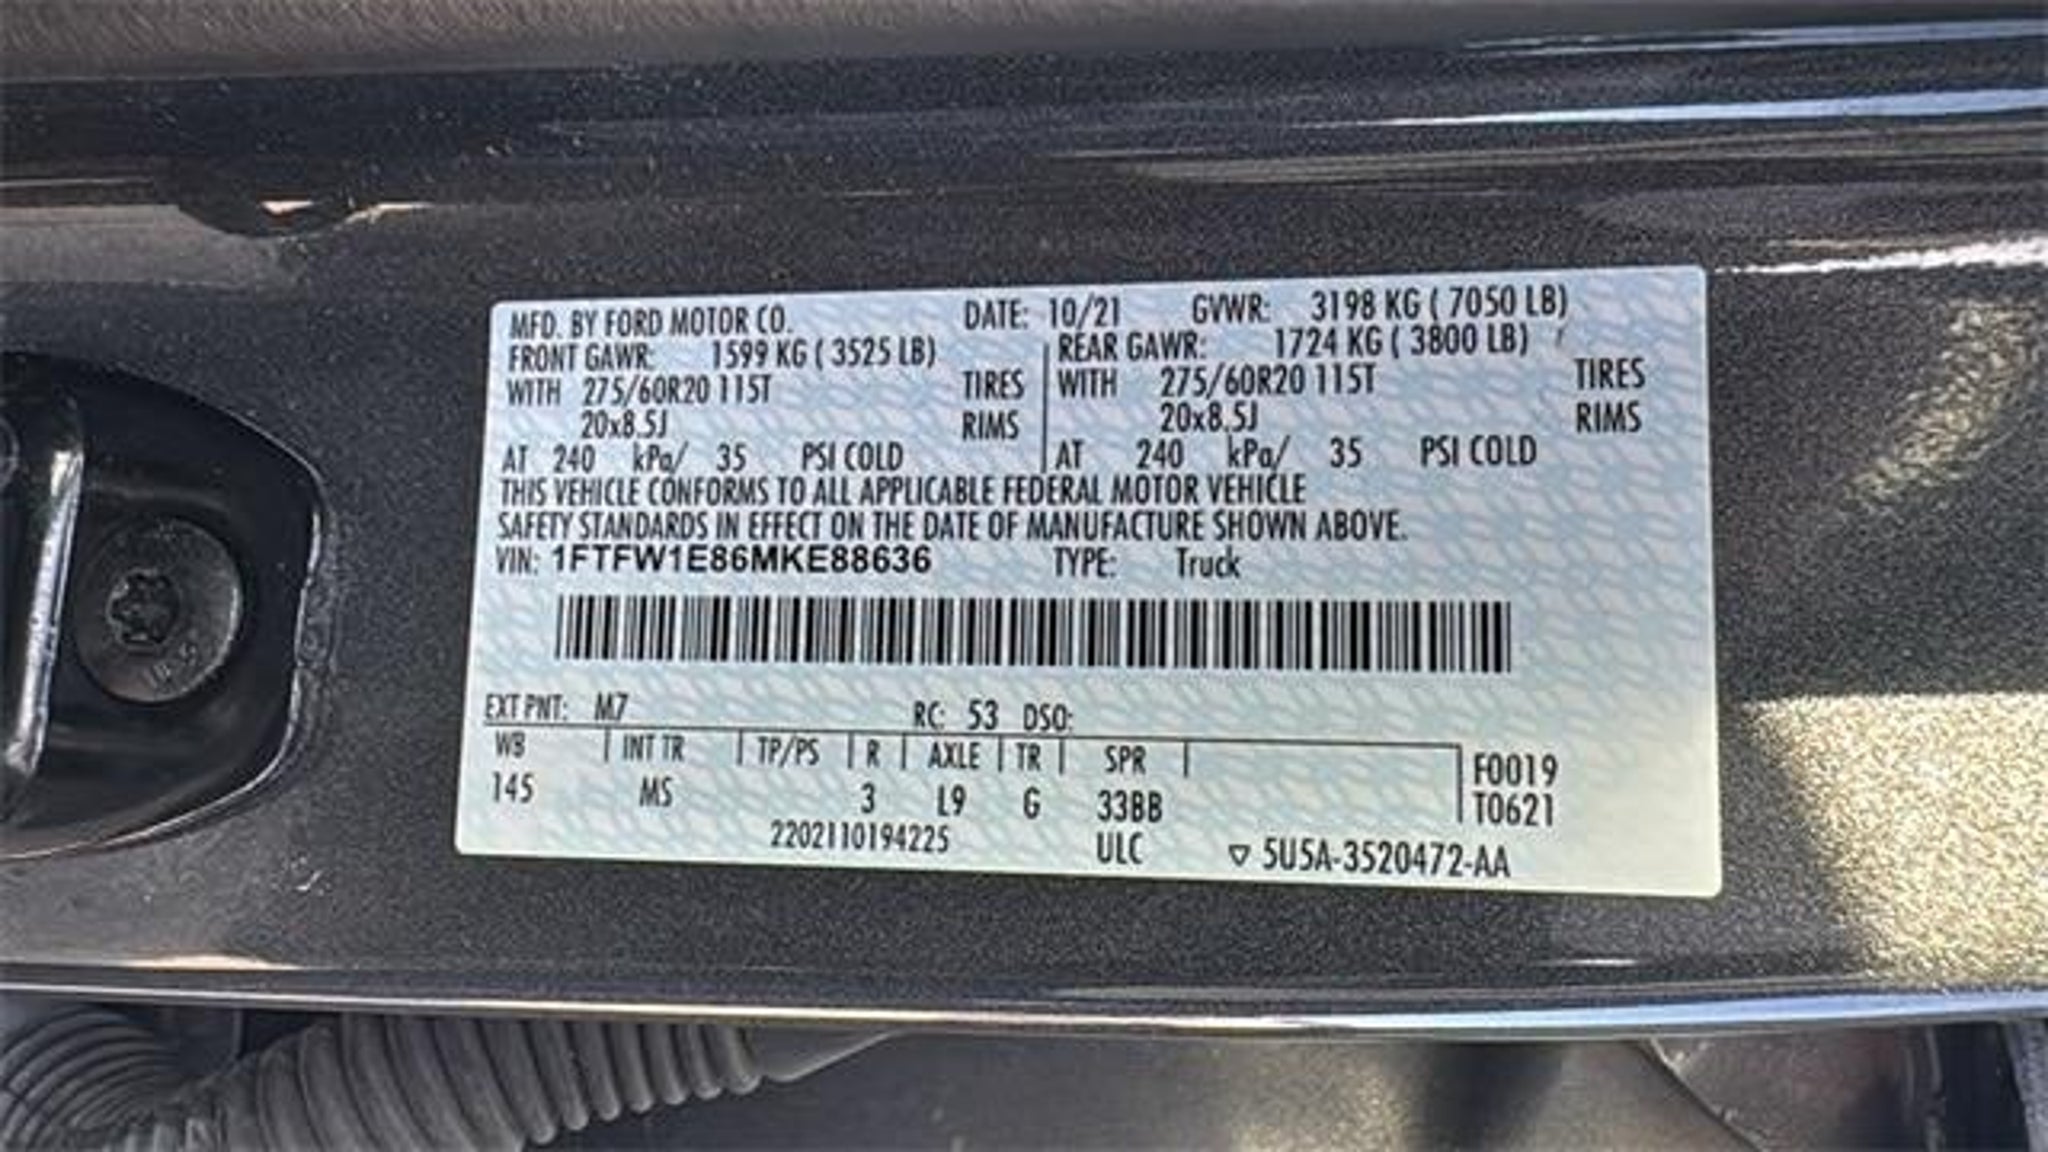 MFD. BY FORD MOTOR CO. DATE: 10/21 GVWR: 3198 KG ( 7050 LB)
FRONT GAWR: 1599 KG ( 3525 LB) REAR GAWR: 1724 KG ( 3800 LB)
WITH 275/60R20 115T TIRES WITH 275/60R20 115T TIRES
20x8.5J RIMS 20x8.5J RIMS
AT 240 kPa/ 35 PSI COLD AT 240 kPa/ 35 PSI COLD
THIS VEHICLE CONFORMS TO ALL APPLICABLE FEDERAL MOTOR VEHICLE
SAFETY STANDARDS IN EFFECT ON THE DATE OF MANUFACTURE SHOWN ABOVE.
VIN: 1FTFW1E86MKE88636 TYPE: Truck
EXT PNT: M7 RC: 53 DSO:
WB INT TR TP/PS R AXLE TR SPR F0019
145 MS 3 L9 G 33BB T0621
2202110194225 ULC 5U5A-3520472-AA